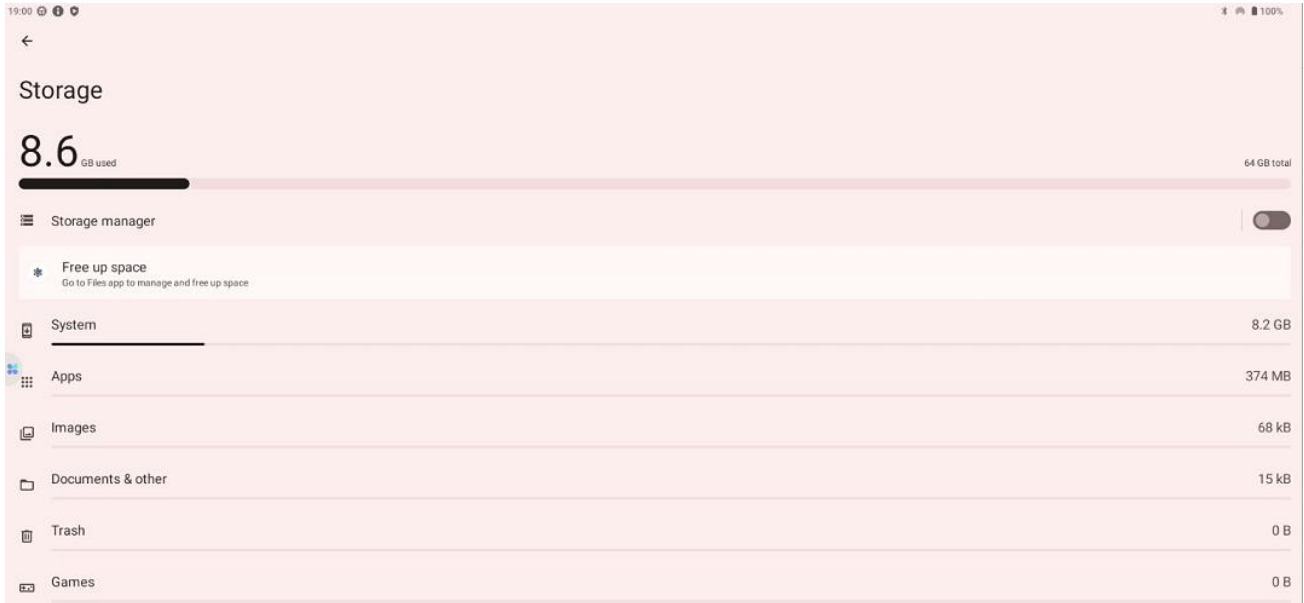 19:00
100%
Storage
8.6 GB used
64 GB total
Storage manager
Free up space
Go to Files app to manage and free up space
System
8.2 GB
Apps
374 MB
Images
68 kB
Documents & other
15 kB
Trash
0 B
Games
0 B